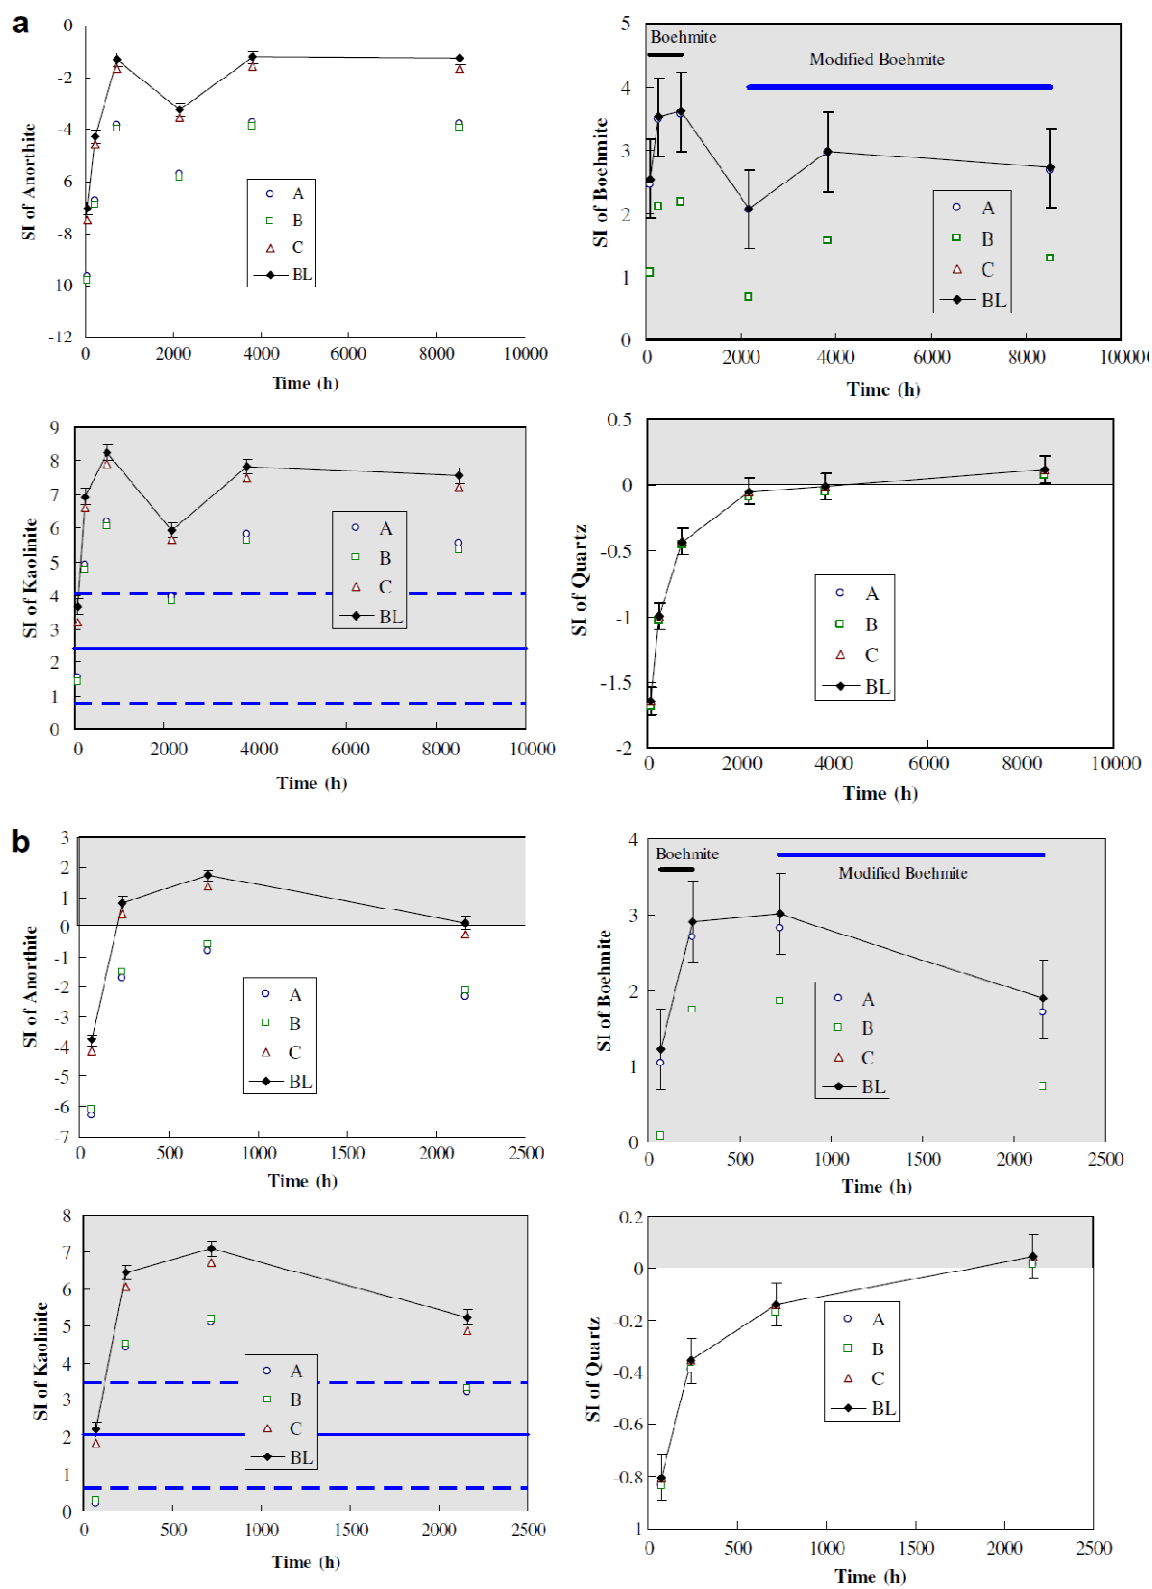 a
0
-2
-4
6
-8
10
-12
SI of Anorthite
A
B
C
BL
0 2000 4000 6000 8000 10000
Time (h)
5
4
3
2
1
0
SI of Boehmite
Boehmite
Modified Boehmite
A
B
C
BL
0 2000 4000 6000 8000 100000
Time (h)
9
8
7
6
5
4
3
2
1
0
SI of Kaolinite
A
B
C
BL
0 2000 4000 6000 8000 10000
Time (h)
0.5
0
-0.5
-1
-1.5
-2
SI of Quartz
A
B
C
BL
0 2000 4000 6000 8000 10000
Time (h)
b
3
2
1
0
-1
-2
-3
-4
-5
-6
-7
SI of Anorthite
A
B
C
BL
0 500 1000 1500 2000 2500
Time (h)
4
3
2
1
0
SI of Boehmite
Boehmite
Modified Boehmite
A
B
C
BL
0 500 1000 1500 2000 2500
Time (h)
8
7
6
5
4
3
2
1
0
SI of Kaolinite
A
B
C
BL
0 500 1000 1500 2000 2500
Time (h)
0.2
0
-0.2
-0.4
-0.6
-0.8
1
SI of Quartz
A
B
C
BL
0 500 1000 1500 2000 2500
Time (h)